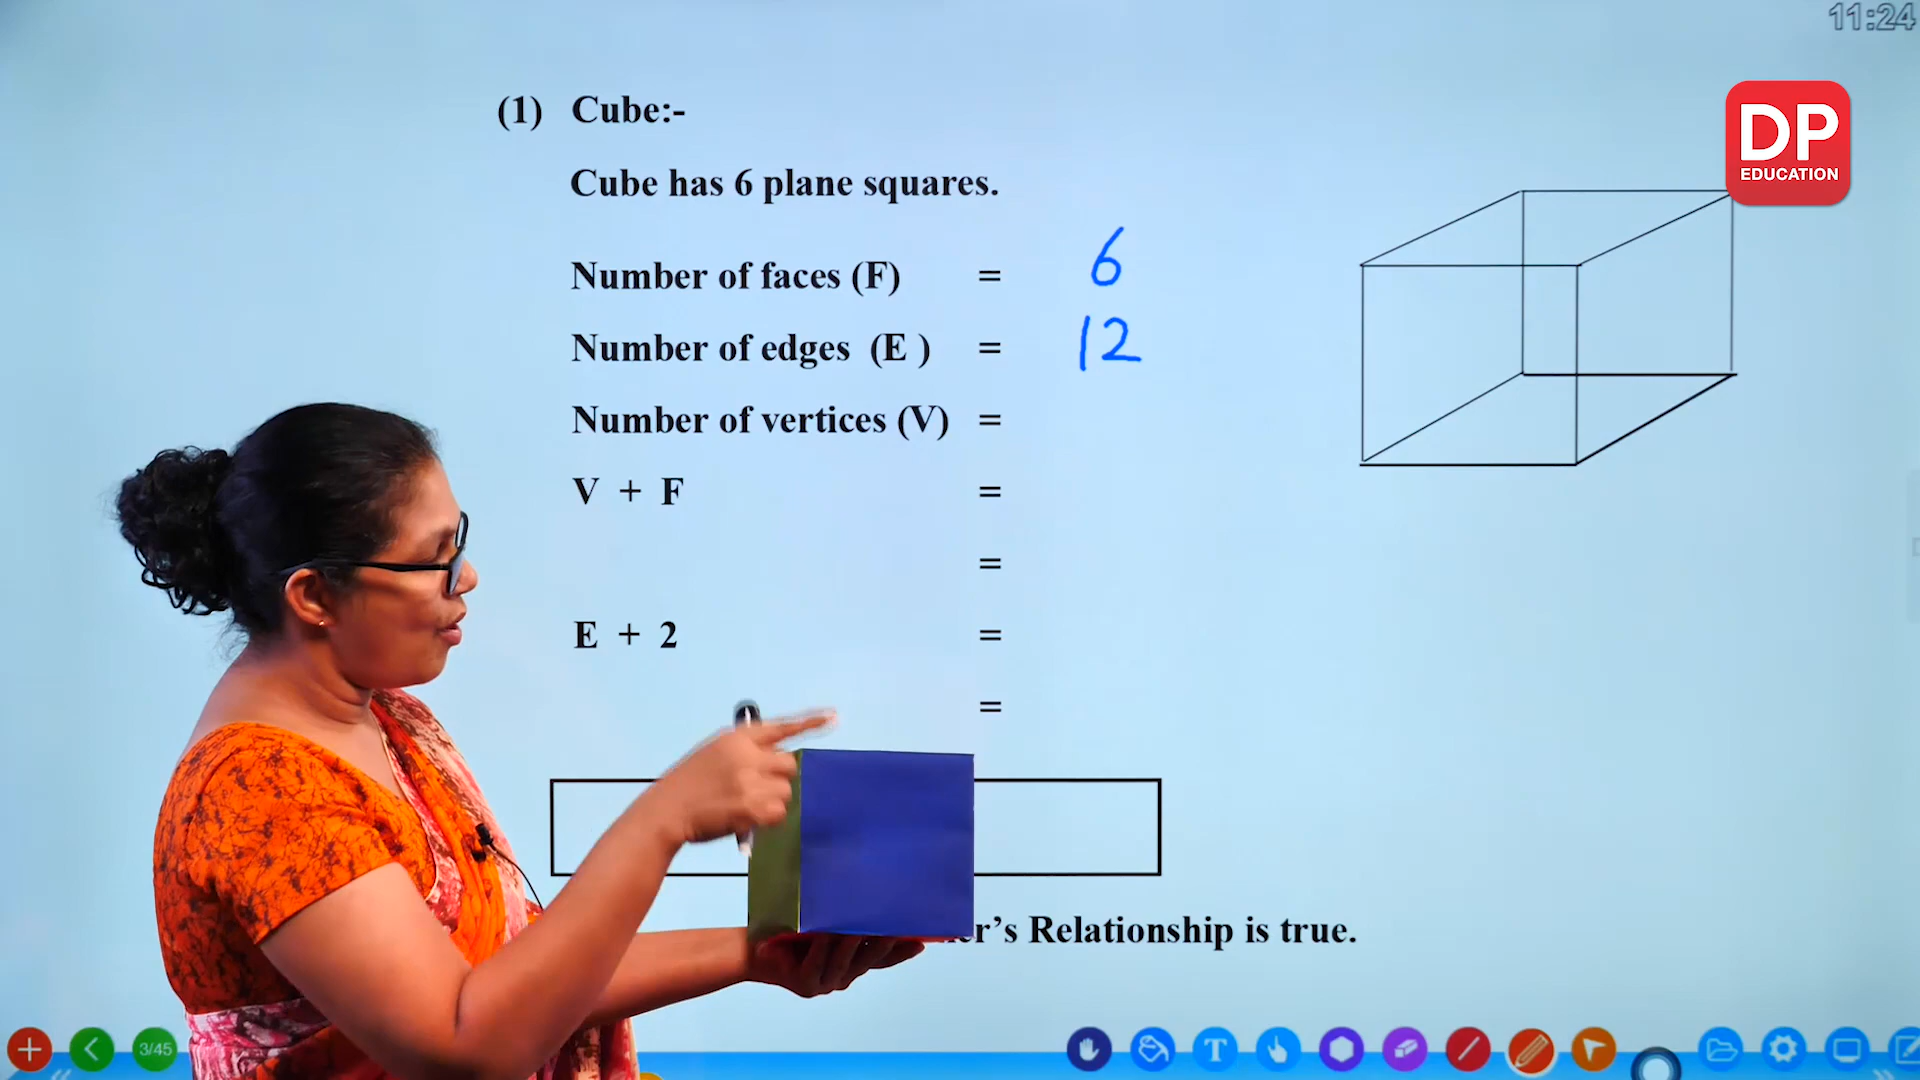 11:24
DP
EDUCATION
(1) Cube:-
Cube has 6 plane squares.
Number of faces (F) = 6
Number of edges (E ) = 12
Number of vertices (V) =
V + F =
=
E + 2 =
=
Relationship is true.
3/45
T